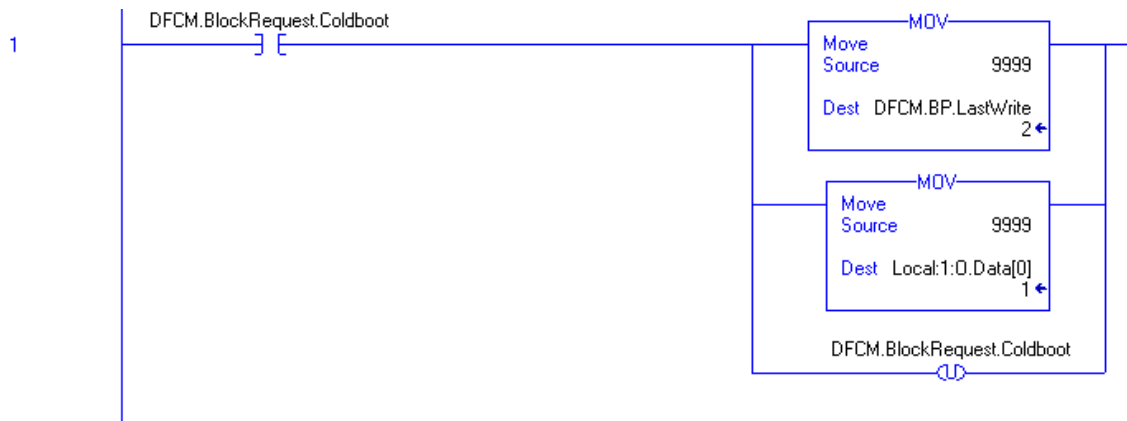 DFCM.BlockRequest.Coldboot
1
MOV
Move
Source 9999
Dest DFCM.BP.LastWrite
2
MOV
Move
Source 9999
Dest Local:1:O.Data[0]
1
DFCM.BlockRequest.Coldboot
U